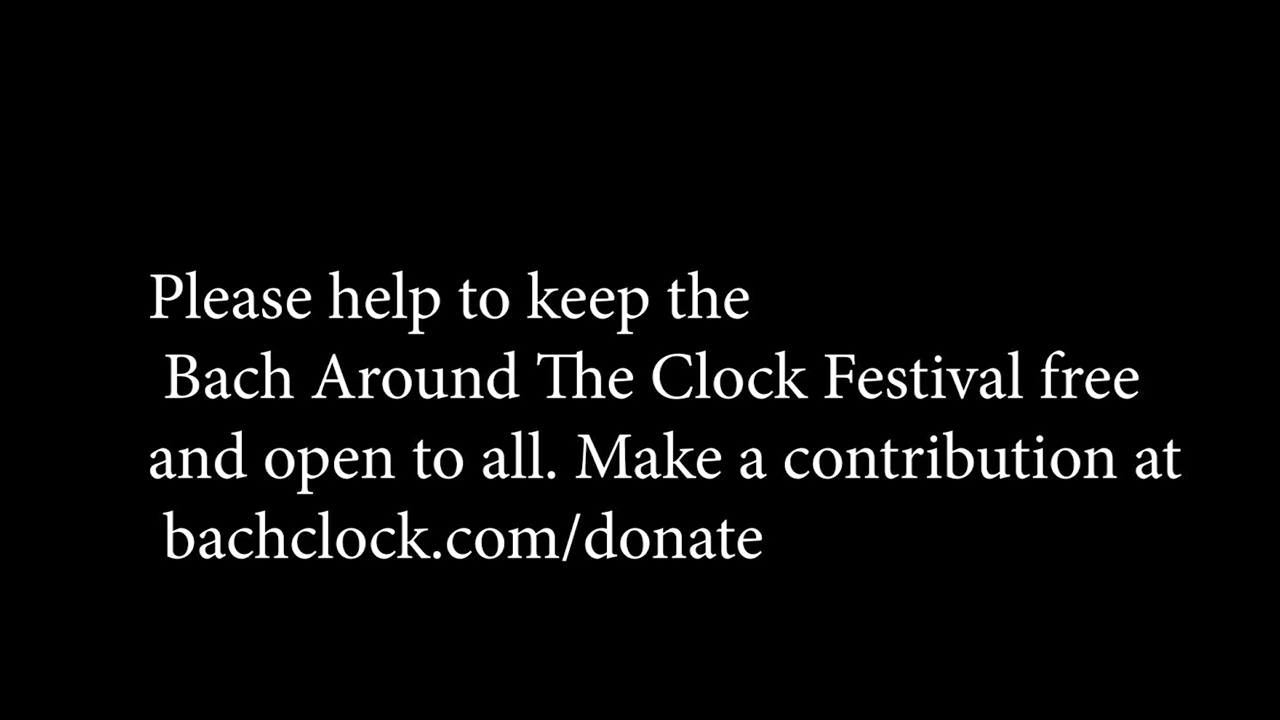 Please help to keep the
Bach Around The Clock Festival free
and open to all. Make a contribution at
bachclock.com/donate